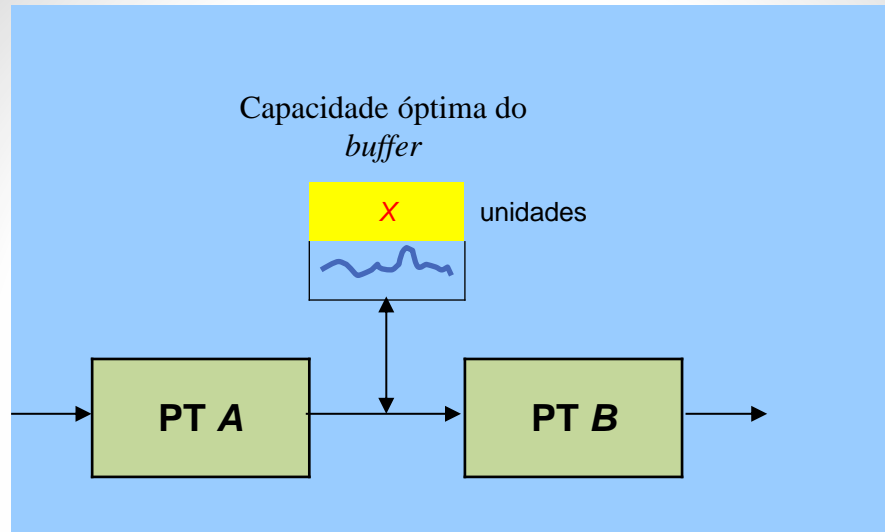 Capacidade óptima do
buffer
X unidades
PT A
PT B